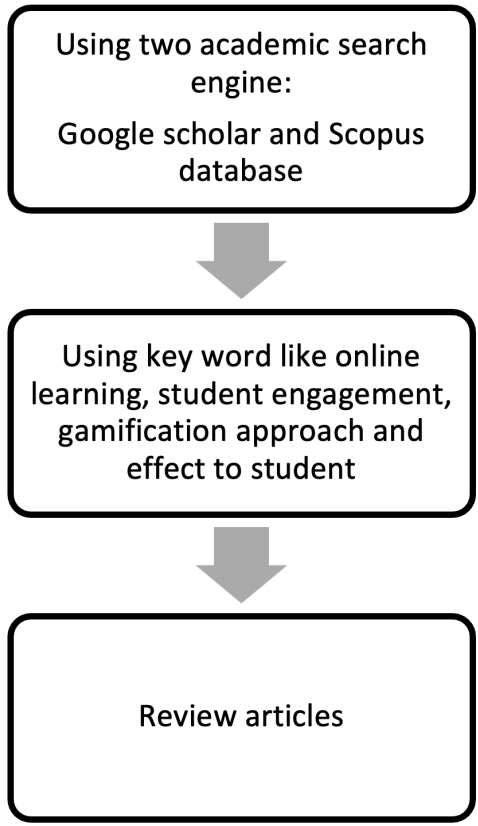 Using two academic search
engine:
Google scholar and Scopus
database
Using key word like online
learning, student engagement,
gamification approach and
effect to student
Review articles